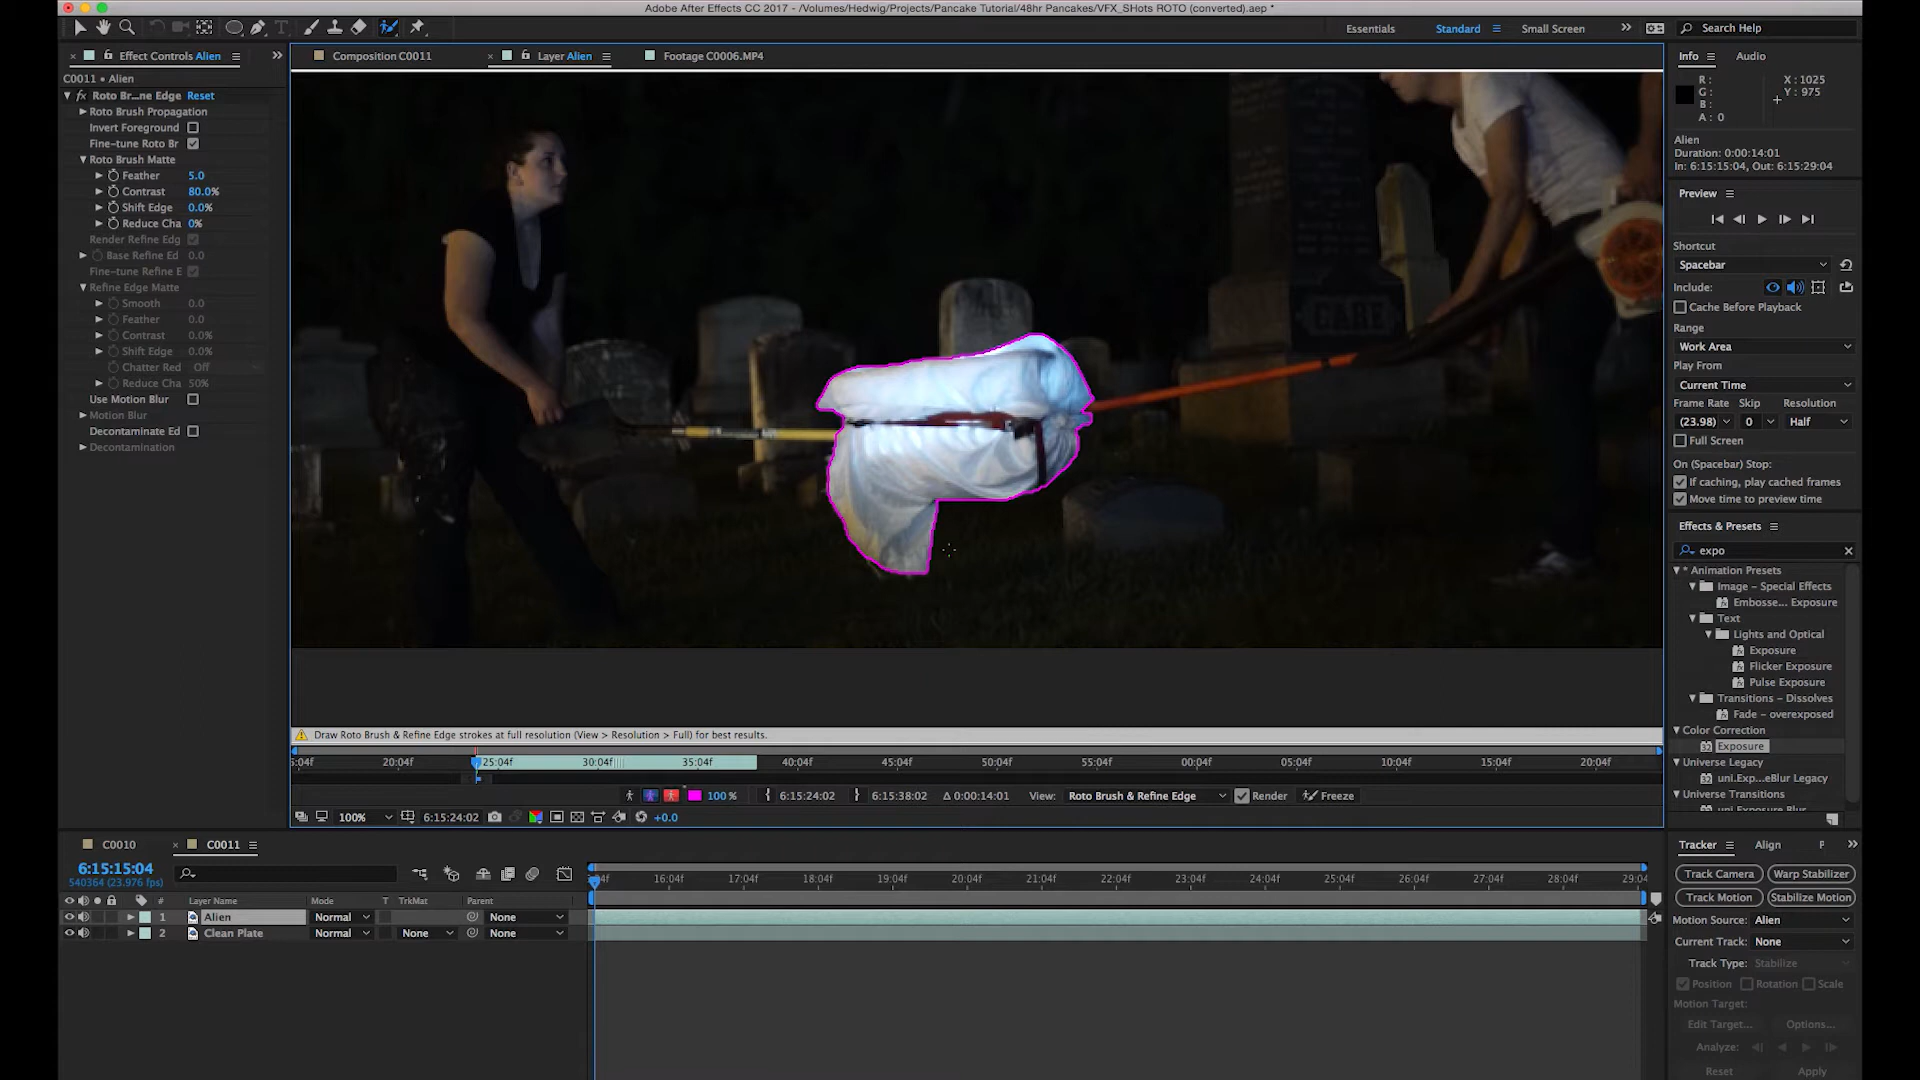 Adobe After Effects CC 2017 - /Volumes/Hedwig/Projects/Pancake Tutorial/48hr Pancakes/VFX_SHots ROTO (converted).aep *
Essentials Standard Small Screen Search Help
Effect Controls Alien
Composition C0011 Layer Alien Footage C0006.MP4
Info Audio
C0011 • Alien
R: X : 1025
G: Y : 975
B:
A: 0
Roto Br...ne Edge Reset
Roto Brush Propagation
Invert Foreground
Fine-tune Roto Br
Roto Brush Matte
Feather 5.0
Contrast 80.0%
Shift Edge 0.0%
Reduce Cha 0%
Render Refine Edg
Base Refine Ed 0.0
Fine-tune Refine E
Refine Edge Matte
Smooth 0.0
Feather 0.0
Contrast 0.0%
Shift Edge 0.0%
Chatter Red Off
Reduce Cha 50%
Use Motion Blur
Motion Blur
Decontaminate Ed
Decontamination
Alien
Duration: 0:00:14:01
In: 6:15:15:04, Out: 6:15:29:04
Preview
Shortcut
Spacebar
Include:
Cache Before Playback
Range
Work Area
Play From
Current Time
Frame Rate Skip Resolution
(23.98) 0 Half
Full Screen
On (Spacebar) Stop:
If caching, play cached frames
Move time to preview time
Effects & Presets
expo
* Animation Presets
Image – Special Effects
Embosse... Exposure
Text
Lights and Optical
Exposure
Flicker Exposure
Pulse Exposure
Transitions – Dissolves
Fade – overexposed
Color Correction
Exposure
Universe Legacy
uni.Exp...eBlur Legacy
Universe Transitions
uni.Exposure Blur
Draw Roto Brush & Refine Edge strokes at full resolution (View > Resolution > Full) for best results.
5:04f 20:04f 25:04f 30:04f 35:04f 40:04f 45:04f 50:04f 55:04f 00:04f 05:04f 10:04f 15:04f 20:04f
100 % 6:15:24:02 6:15:38:02 Δ 0:00:14:01 View: Roto Brush & Refine Edge Render Freeze
100% 6:15:24:02 +0.0
C0010 C0011
6:15:15:04
540364 (23.976 fps)
16:04f 17:04f 18:04f 19:04f 20:04f 21:04f 22:04f 23:04f 24:04f 25:04f 26:04f 27:04f 28:04f 29:04
# Layer Name Mode T TrkMat Parent
1 Alien Normal None
2 Clean Plate Normal None None
Tracker Align P
Track Camera Warp Stabilizer
Track Motion Stabilize Motion
Motion Source: Alien
Current Track: None
Track Type: Stabilize
Position Rotation Scale
Motion Target:
Edit Target... Options...
Analyze:
Reset Apply